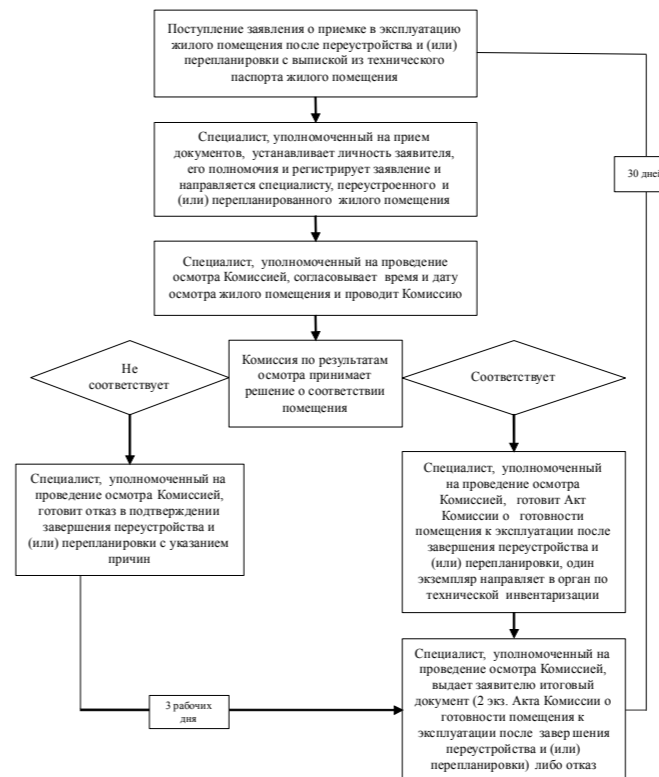 Поступление заявления о приемке в эксплуатацию
жилого помещения после переустройства и (или)
перепланировки с выпиской из технического
паспорта жилого помещения
Специалист, уполномоченный на прием
документов, устанавливает личность заявителя,
его полномочия и регистрирует заявление и
направляется специалисту, переустроенного и
(или) перепланированного жилого помещения
30 дней
Специалист, уполномоченный на проведение
осмотра Комиссией, согласовывает время и дату
осмотра жилого помещения и проводит Комиссию
Не
соответствует
Комиссия по результатам
осмотра принимает
решение о соответствии
помещения
Соответствует
Специалист, уполномоченный на
проведение осмотра Комиссией,
готовит отказ в подтверждении
завершения переустройства и
(или) перепланировки с указанием
причин
Специалист, уполномоченный
на проведение осмотра
Комиссией, готовит Акт
Комиссии о готовности
помещения к эксплуатации после
завершения переустройства и
(или) перепланировки, один
экземпляр направляет в орган по
технической инвентаризации
3 рабочих
дня
Специалист, уполномоченный на
проведение осмотра Комиссией,
выдает заявителю итоговый
документ (2 экз. Акта Комиссии о
готовности помещения к
эксплуатации после завершения
переустройства и (или)
перепланировки) либо отказ